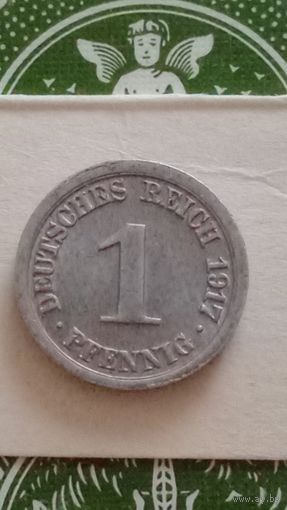 DEUTSCHES REICH 1917
1
· PFENNIG ·
www.ay.by